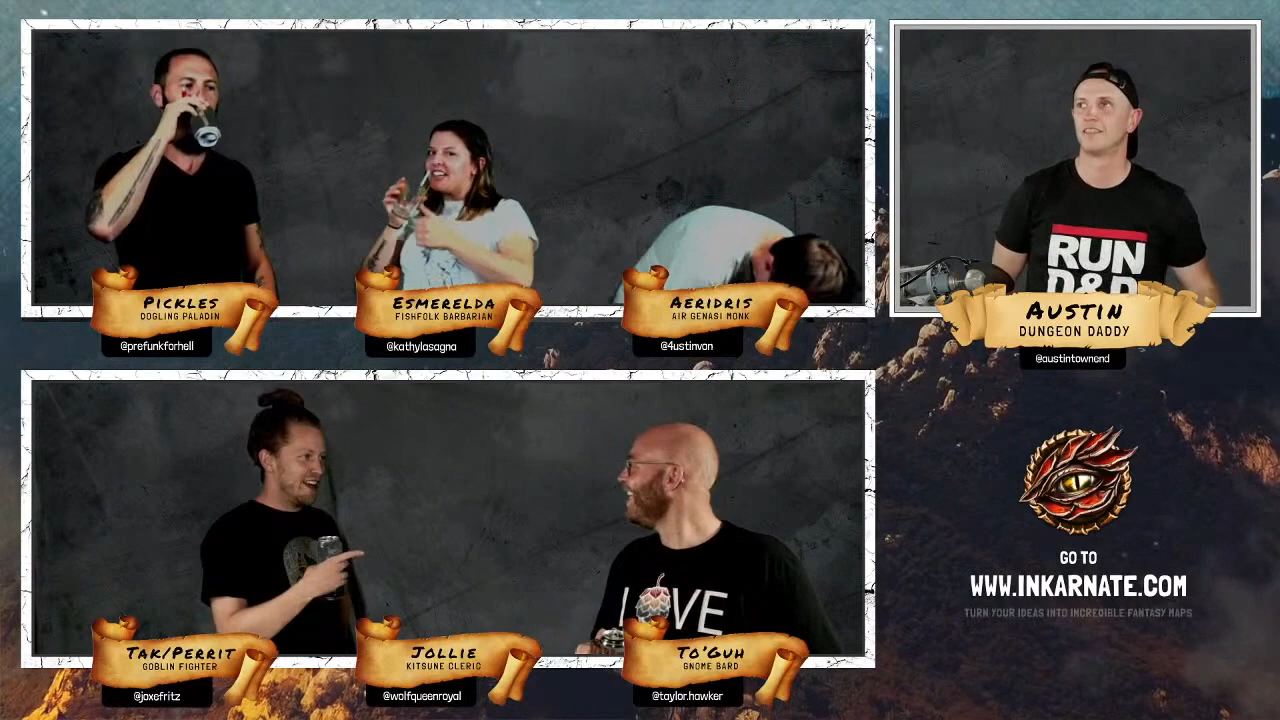 PICKLES
DOGLING PALADIN
@prefunkforhell
ESMERELDA
FISHFOLK BARBARIAN
@kathylasagna
AERIDRIS
AIR GENASI MONK
@4ustinvon
RUN
D&D
AUSTIN
DUNGEON DADDY
@austintownend
LOVE
TAK/PERRIT
GOBLIN FIGHTER
@joxefritz
JOLLIE
KITSUNE CLERIC
@wolfqueenroyal
TO'GUH
GNOME BARD
@taylor.hawker
GO TO
WWW.INKARNATE.COM
TURN YOUR IDEAS INTO INCREDIBLE FANTASY MAPS